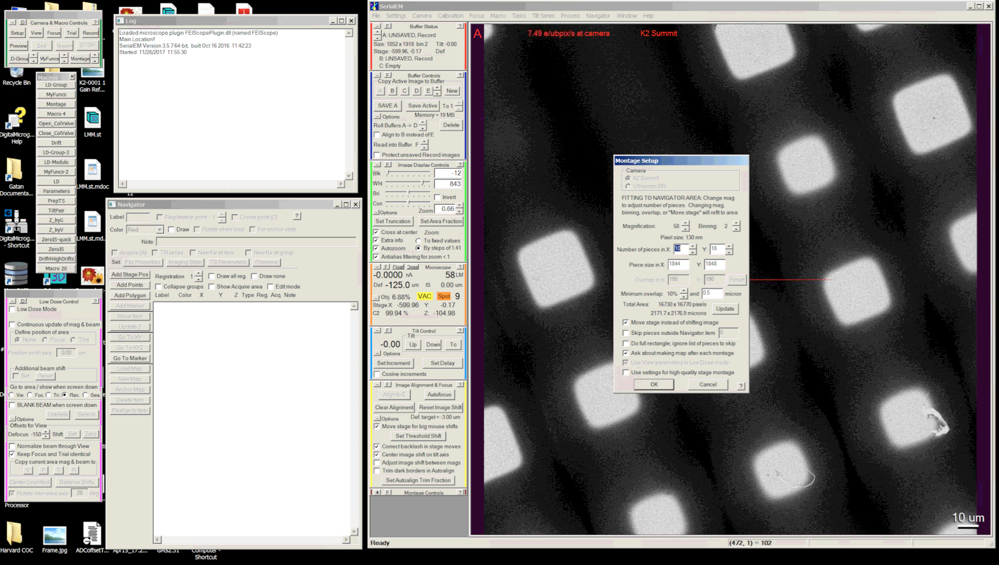 Camera & Macro Controls
Setup View Focus Trial Record
Preview End Resume STOP
MyFuncs Montage
Recycle Bin
K2-0001 1
Gain Ref...
Macros
LD-Group
MyFuncs
Montage
Macro 4
Open_ColValve
Close_ColValve
Drift
LD-Group-2
LD-Modulo
MyFuncs-2
LD
Parameters
PrepTS
TiltPair
Z_byG
Z_byV
ZeroIS-quick
ZeroIS
Drift4HighDrifts
Macro 20
DigitalMicrog...
Help
LMM.st
Gatan
Documenta...
LMM.st.mdoc
DigitalMicrog...
- Shortcut
LMM.st.md...
Low Dose Control
Low Dose Mode
Continuous update of mag & beam
Define position of area
None Focus Trial
Position on tilt axis: 0.00 um
Additional beam shift
Set Reset
Go to area / show when screen down
Vie. Foc. Tri. Rec. Sea.
BLANK BEAM when screen down
Unblank Search
Options
Offsets for View
Defocus: -150 Shift Set Zero
Normalize beam through View
Keep Focus and Trial identical
Copy current area mag & beam to
V F T R
Center Unshifted Balance Shifts
Rotate inter-area axis 28 deg
Processor
Harvard COC
Frame.jpg
ADCoffsetT...
Apr15_17.2...
GMS2.31
Computer -
Shortcut
Log
Loaded microscope plugin FEIScopePlugin.dll (named FEIScope)
Main Location!!
SerialEM Version 3.5.7 64-bit, built Oct 16 2016 11:42:23
Started 11/28/2017 11:55:30
12
Navigator
Label: Registration point 1 Corner point (C) ?
Color Red Draw Rotate when load For anchor state
Note:
Acquire (A) Tilt series New file at item New file at group
Set: File Properties Imaging State TS Parameters Filename
Add Stage Pos Registration 1 Draw all reg. Draw none
Add Points Collapse groups Show Acquire area Edit mode
Add Polygon Label Color X Y Z Type Reg. Acq. Note
Add Marker
Move Item
Update Z
Go To XY
Go To XYZ
Go To Marker
Load Map
New Map
Anchor Map
Delete Item
Realign to Item
SerialEM
File Settings Camera Calibration Focus Macro Tasks Tilt Series Process Navigator Window Help
Buffer Status
A: UNSAVED, Record
Size: 1852 x 1918 bin 2 Tilt: -0.00
Stage: -599.96, -0.17 Def:
B: UNSAVED, Record
C: Empty
Buffer Controls
Copy Active Image to Buffer
A B C D E New
SAVE A Save Active To 1
Options Memory = 19 MB
Roll Buffers A -> D Delete
Align to B instead of E
Read into Buffer F
Protect unsaved Record images
Image Display Controls
Blk -12
Wht 843
Bri Invert
Con
Options Zoom 0.66
Set Truncation Set Area Fraction
Cross at center Zoom:
Extra info To fixed values
Autozoom By steps of 1.41
Antialias filtering for zoom < 1
Float Dose Microscope
-0.0000 nA 58 LM
Def -125.0 um IS 0.00 um
Obj 6.88% VAC Spot 9
Stage X: -599.96 Y: -0.17
C2 99.94 % Z: -104.98
Tilt Control
Tilt
-0.00 Up Down To
Options
Set Increment Set Delay
Cosine increments
Image Alignment & Focus
Align to E Autofocus
Clear Alignment Reset Image Shift
Options Def. target = -3.00 um
Move stage for big mouse shifts
Set Threshold Shift
Correct backlash in stage moves
Center image shift on tilt axis
Adjust image shift between mags
Trim dark borders in Autoalign
Set Autoalign Trim Fraction
Montage Controls
Ready
A 7.49 e/ubpix/s at camera K2 Summit
Montage Setup
Camera
K2 Summit
Ultrascan 895
FITTING TO NAVIGATOR AREA: Change mag
to adjust number of pieces. Changing mag,
binning, overlap, or "Move stage" will refit to area
Magnification: 58 Binning: 2
Pixel size: 130 nm
Number of pieces in X: 10 Y: 10
Piece size in X: 1844 Y: 1848
Overlap in X: 190 Y: 190 Reset
Minimum overlap: 10% and 0.5 micron
Total Area: 16730 x 16770 pixels
2171.7 x 2176.9 microns Update
Move stage instead of shifting image
Skip pieces outside Navigator item 0
Do full rectangle; ignore list of pieces to skip
Ask about making map after each montage
Use View parameters in Low Dose mode
Use settings for high-quality stage montage
OK Cancel ?
10 um
(472, 1) = 102